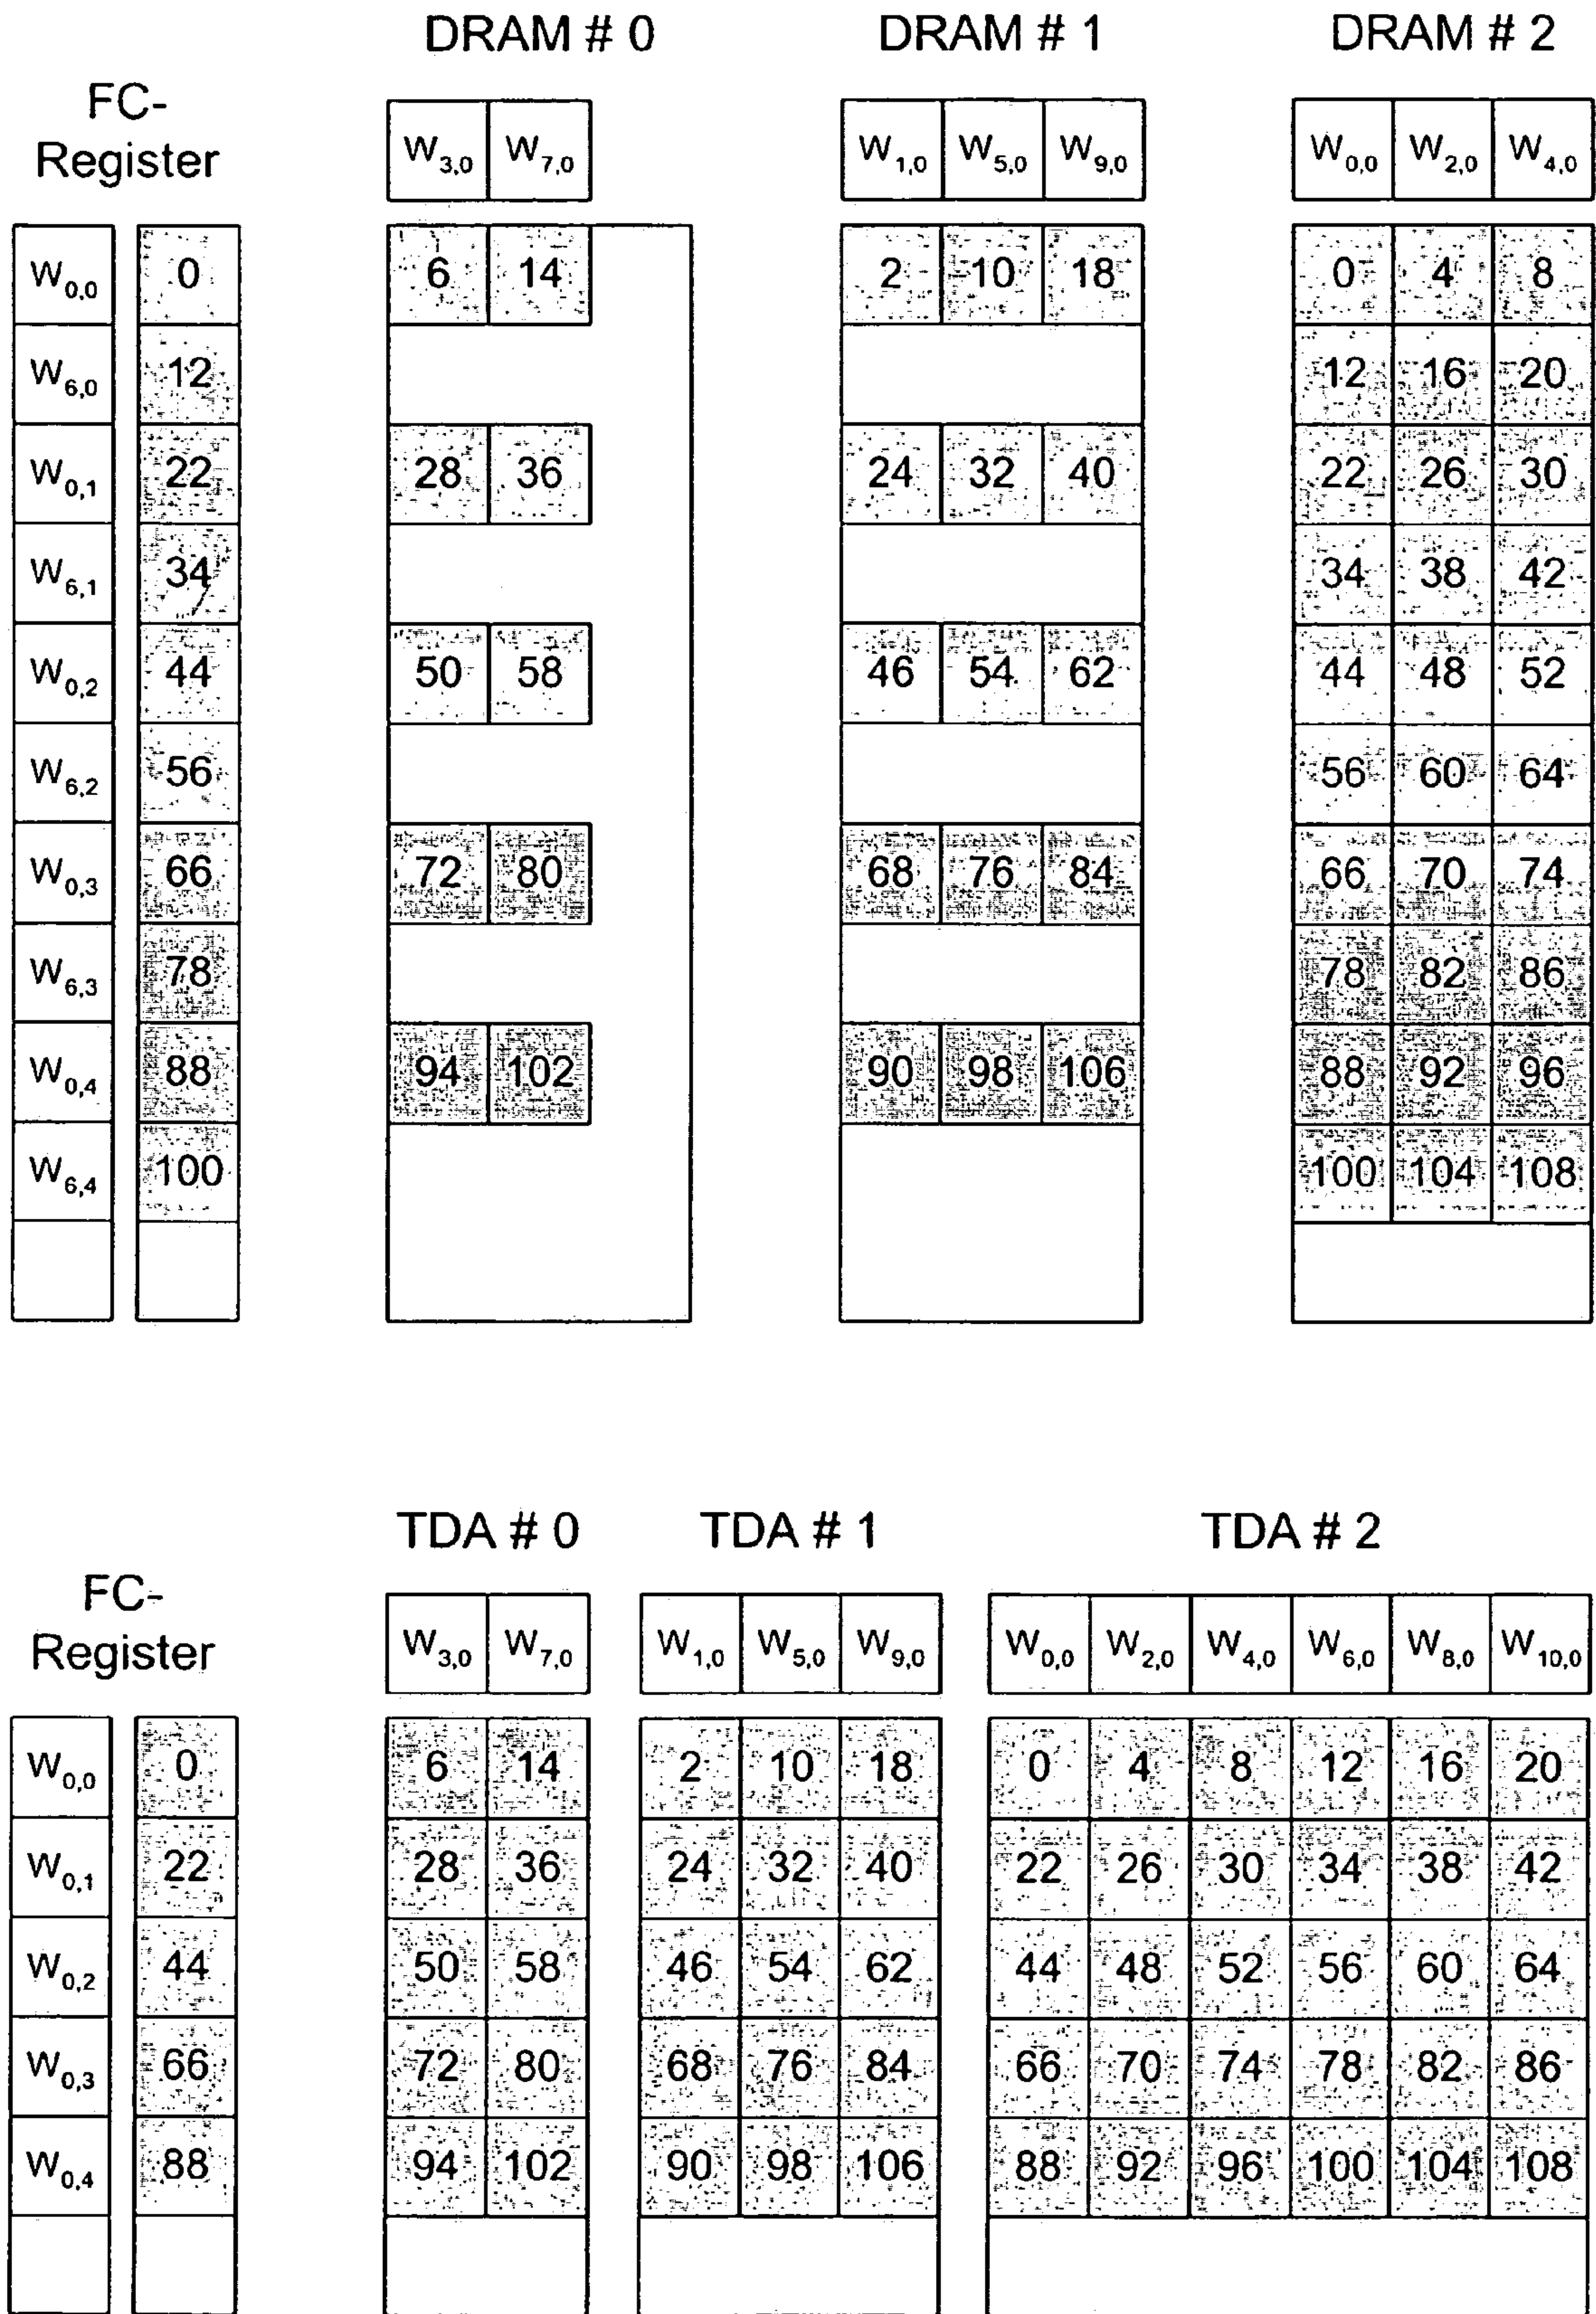 DRAM # 0 DRAM # 1 DRAM # 2
FC-
Register
W3,0 W7,0 W1,0 W5,0 W9,0 W0,0 W2,0 W4,0
W0,0 0 6 14 2 10 18 0 4 8
W6,0 12 12 16 20
W0,1 22 28 36 24 32 40 22 26 30
W6,1 34 34 38 42
W0,2 44 50 58 46 54 62 44 48 52
W6,2 56 56 60 64
W0,3 66 72 80 68 76 84 66 70 74
W6,3 78 78 82 86
W0,4 88 94 102 90 98 106 88 92 96
W6,4 100 100 104 108
TDA # 0 TDA # 1 TDA # 2
FC-
Register
W3,0 W7,0 W1,0 W5,0 W9,0 W0,0 W2,0 W4,0 W6,0 W8,0 W10,0
W0,0 0 6 14 2 10 18 0 4 8 12 16 20
W0,1 22 28 36 24 32 40 22 26 30 34 38 42
W0,2 44 50 58 46 54 62 44 48 52 56 60 64
W0,3 66 72 80 68 76 84 66 70 74 78 82 86
W0,4 88 94 102 90 98 106 88 92 96 100 104 108